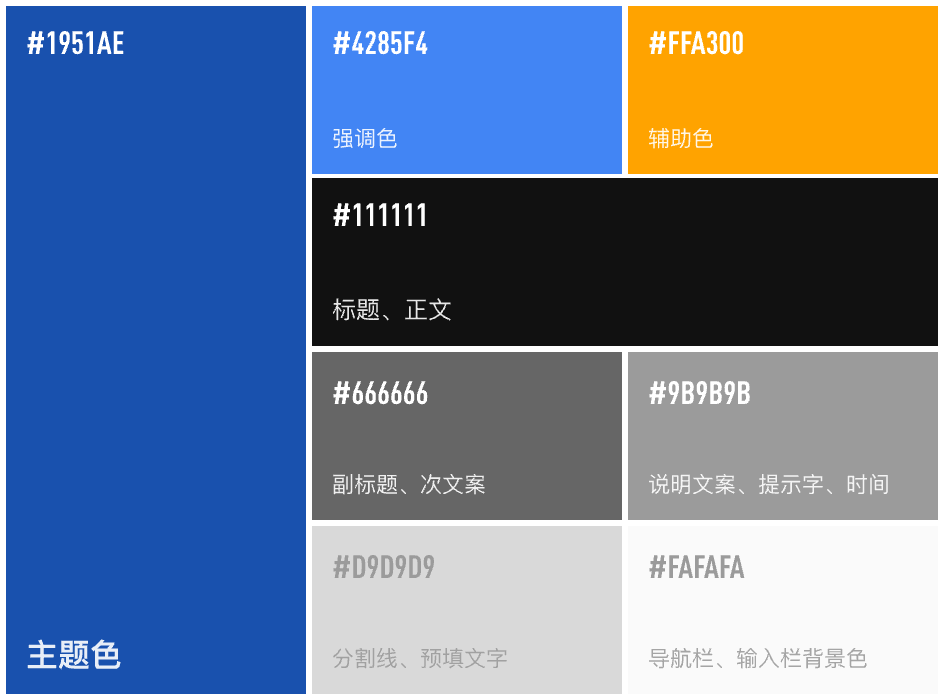 #1951AE
主题色
#4285F4
强调色
#FFA300
辅助色
#111111
标题、正文
#666666
副标题、次文案
#9B9B9B
说明文案、提示字、时间
#D9D9D9
分割线、预填文字
#FAFAFA
导航栏、输入栏背景色